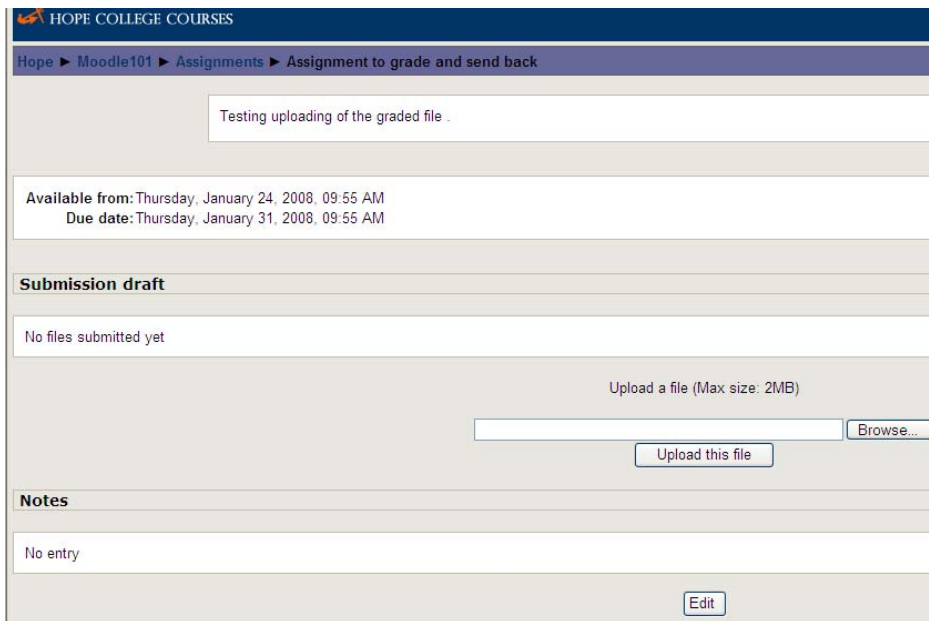 HOPE COLLEGE COURSES
Hope ► Moodle101 ► Assignments ► Assignment to grade and send back
Testing uploading of the graded file .
Available from: Thursday, January 24, 2008, 09:55 AM
Due date: Thursday, January 31, 2008, 09:55 AM
Submission draft
No files submitted yet
Upload a file (Max size: 2MB)
Browse...
Upload this file
Notes
No entry
Edit